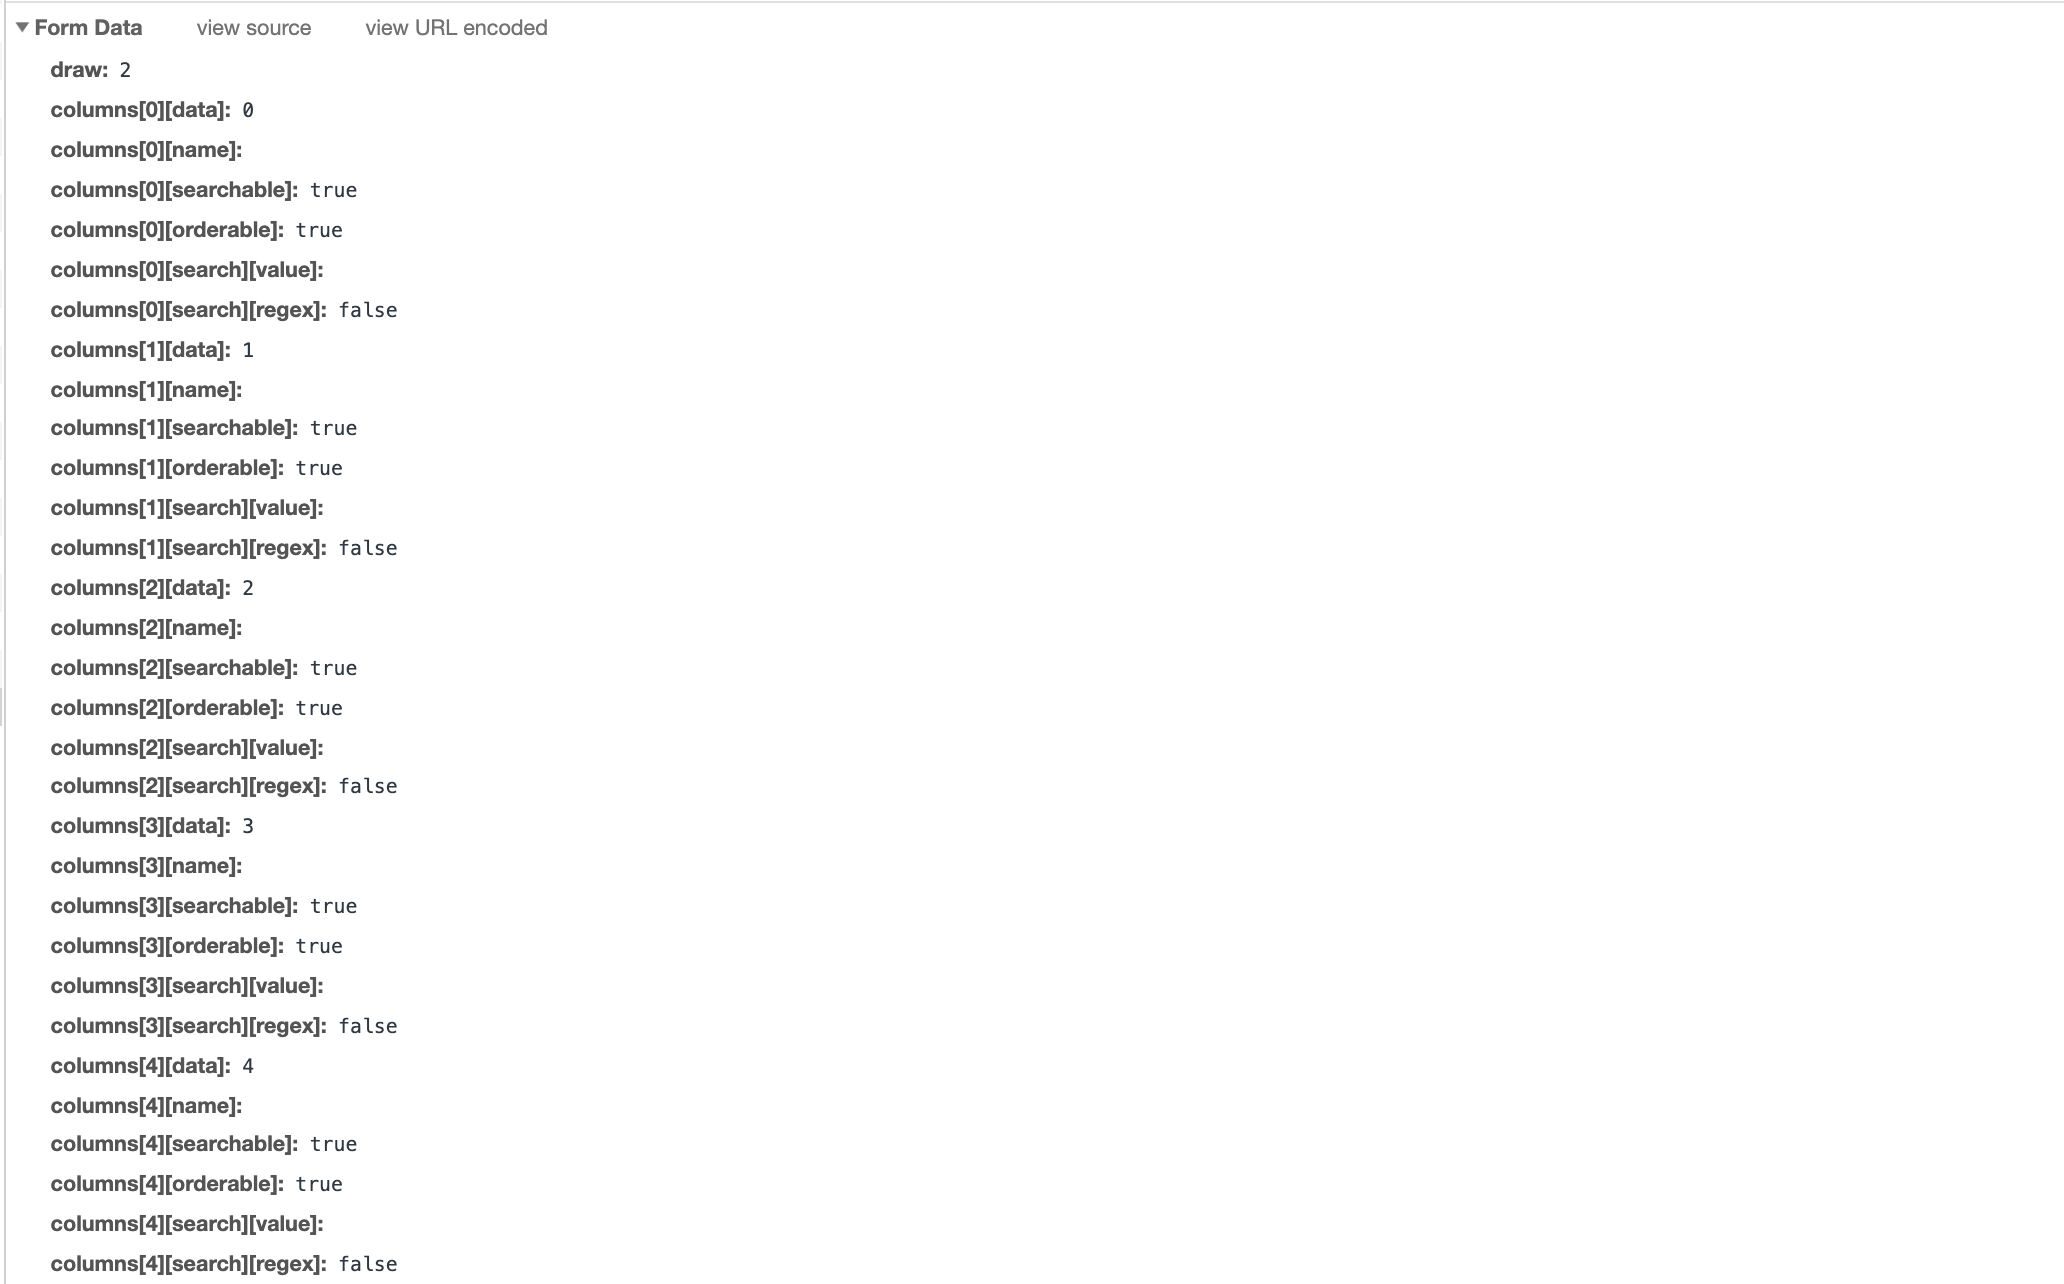 Form Data view source view URL encoded
draw: 2
columns[0][data]: 0
columns[0][name]:
columns[0][searchable]: true
columns[0][orderable]: true
columns[0][search][value]:
columns[0][search][regex]: false
columns[1][data]: 1
columns[1][name]:
columns[1][searchable]: true
columns[1][orderable]: true
columns[1][search][value]:
columns[1][search][regex]: false
columns[2][data]: 2
columns[2][name]:
columns[2][searchable]: true
columns[2][orderable]: true
columns[2][search][value]:
columns[2][search][regex]: false
columns[3][data]: 3
columns[3][name]:
columns[3][searchable]: true
columns[3][orderable]: true
columns[3][search][value]:
columns[3][search][regex]: false
columns[4][data]: 4
columns[4][name]:
columns[4][searchable]: true
columns[4][orderable]: true
columns[4][search][value]:
columns[4][search][regex]: false